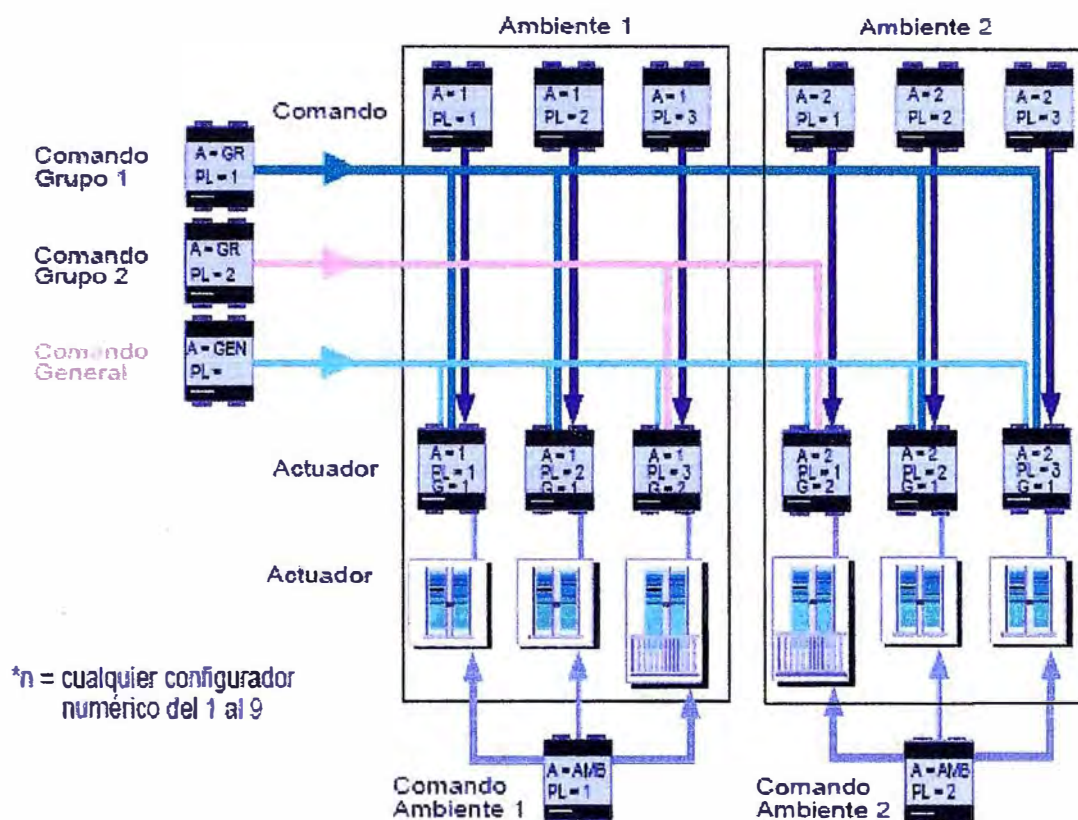 Ambiente 1
Ambiente 2
Comando
A = 1
PL = 1
A = 1
PL = 2
A = 1
PL = 3
A = 2
PL = 1
A = 2
PL = 2
A = 2
PL = 3
Comando
Grupo 1
A = GR
PL = 1
Comando
Grupo 2
A = GR
PL = 2
Comando
General
A = GEN
PL =
Actuador
A = 1
PL = 1
G = 1
A = 1
PL = 2
G = 1
A = 1
PL = 3
G = 2
A = 2
PL = 1
G = 2
A = 2
PL = 2
G = 1
A = 2
PL = 3
G = 1
Actuador
*n = cualquier configurador
numérico del 1 al 9
Comando
Ambiente 1
A = AMB
PL = 1
Comando
Ambiente 2
A = AMB
PL = 2